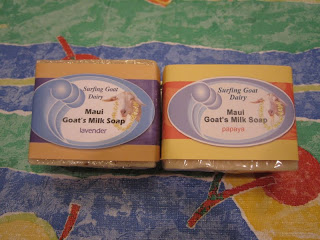 Surfing Goat
Dairy
Maui
Goat's Milk Soap
lavender
Surfing Goat
Dairy
Maui
Goat's Milk Soap
papaya